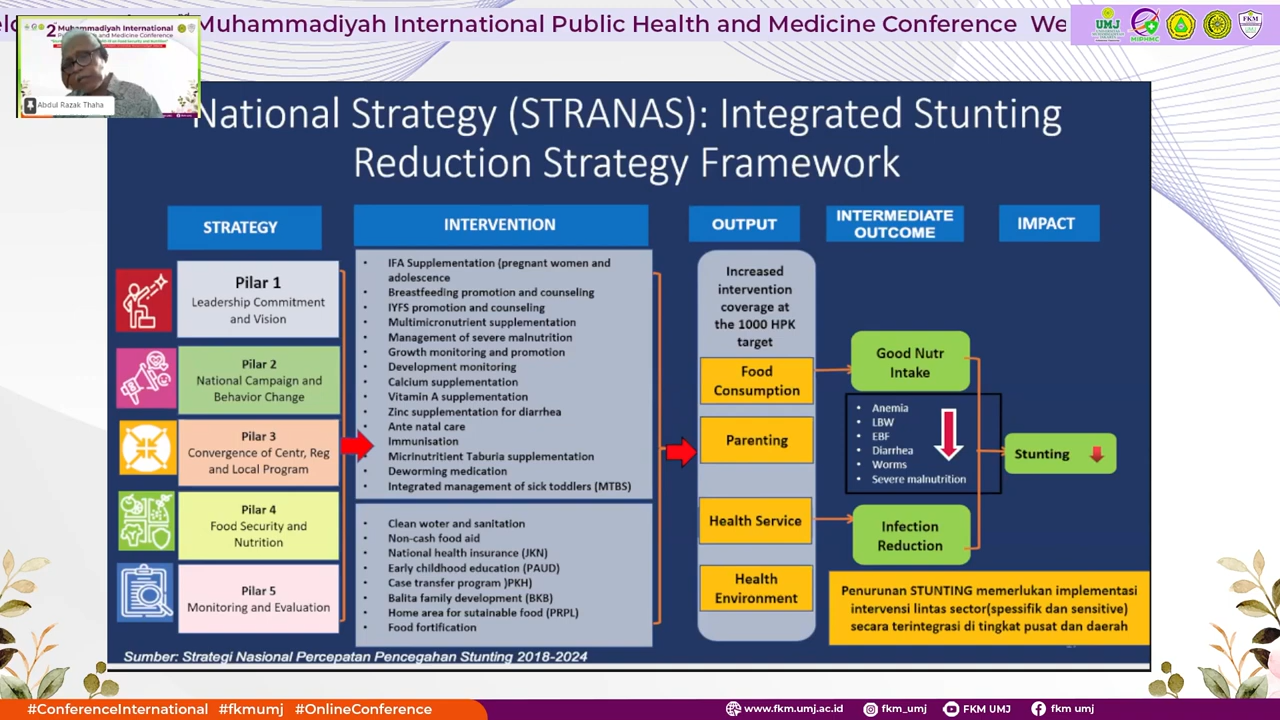 Muhammadiyah International Public Health and Medicine Conference We
UMJ
MIPHMC
FKM
2 Muhammadiyah International
Abdul Razak Thaha
National Strategy (STRANAS): Integrated Stunting
Reduction Strategy Framework
STRATEGY
INTERVENTION
OUTPUT
INTERMEDIATE
OUTCOME
IMPACT
Pilar 1
Leadership Commitment
and Vision
Pilar 2
National Campaign and
Behavior Change
Pilar 3
Convergence of Centr, Reg
and Local Program
Pilar 4
Food Security and
Nutrition
Pilar 5
Monitoring and Evaluation
• IFA Supplementation (pregnant women and
adolescence
• Breastfeeding promotion and counseling
• IYFS promotion and counseling
• Multimicronutrient supplementation
• Management of severe malnutrition
• Growth monitoring and promotion
• Development monitoring
• Calcium supplementation
• Vitamin A supplementation
• Zinc supplementation for diarrhea
• Ante natal care
• Immunisation
• Micrinutritient Taburia supplementation
• Deworming medication
• Integrated management of sick toddlers (MTBS)
• Clean woter and sanitation
• Non-cash food aid
• National health insurance (JKN)
• Early childhood education (PAUD)
• Case transfer program )PKH)
• Balita family development (BKB)
• Home area for sutainable food (PRPL)
• Food fortification
Increased
intervention
coverage at
the 1000 HPK
target
Food
Consumption
Parenting
Health Service
Health
Environment
Good Nutr
Intake
• Anemia
• LBW
• EBF
• Diarrhea
• Worms
• Severe malnutrition
Infection
Reduction
Stunting
Penurunan STUNTING memerlukan implementasi
intervensi lintas sector(spessifik dan sensitive)
secara terintegrasi di tingkat pusat dan daerah
Sumber: Strategi Nasional Percepatan Pencegahan Stunting 2018-2024
#ConferenceInternational #fkmumj #OnlineConference
www.fkm.umj.ac.id fkm_umj FKM UMJ fkm umj